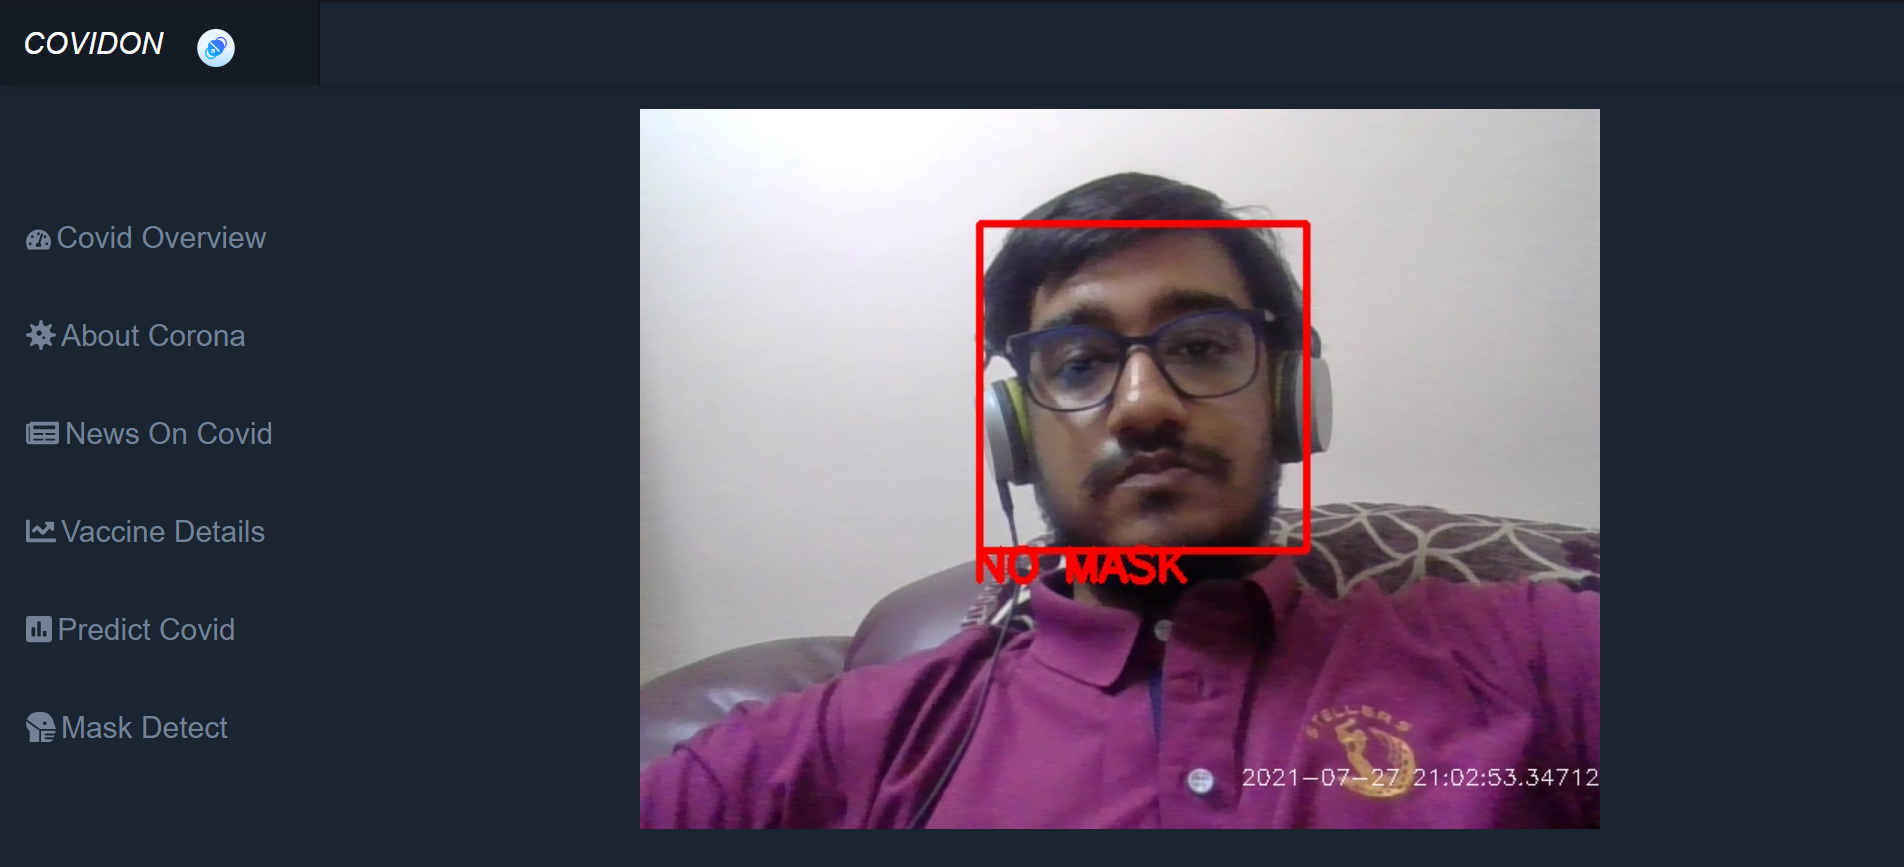 COVIDON
Covid Overview
About Corona
News On Covid
Vaccine Details
Predict Covid
Mask Detect
NO MASK
STELLERS
2021-07-27 21:02:53.34712